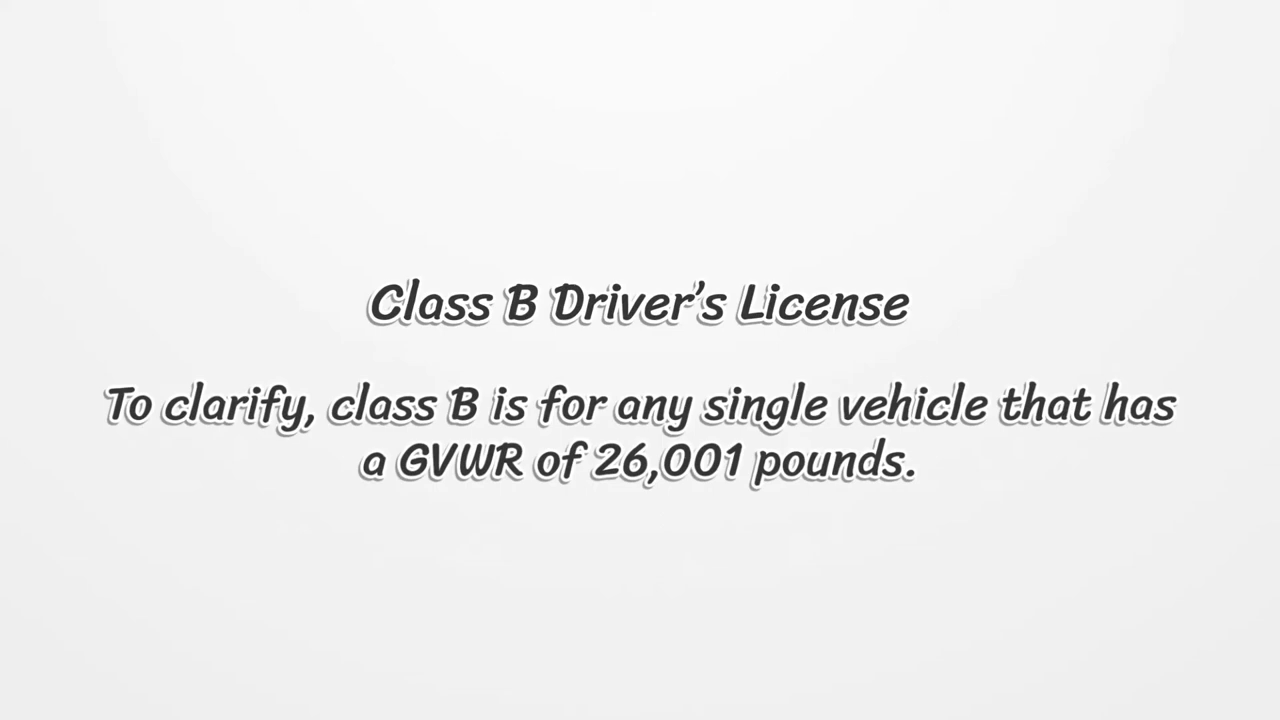 Class B Driver’s License
To clarify, class B is for any single vehicle that has
a GVWR of 26,001 pounds.